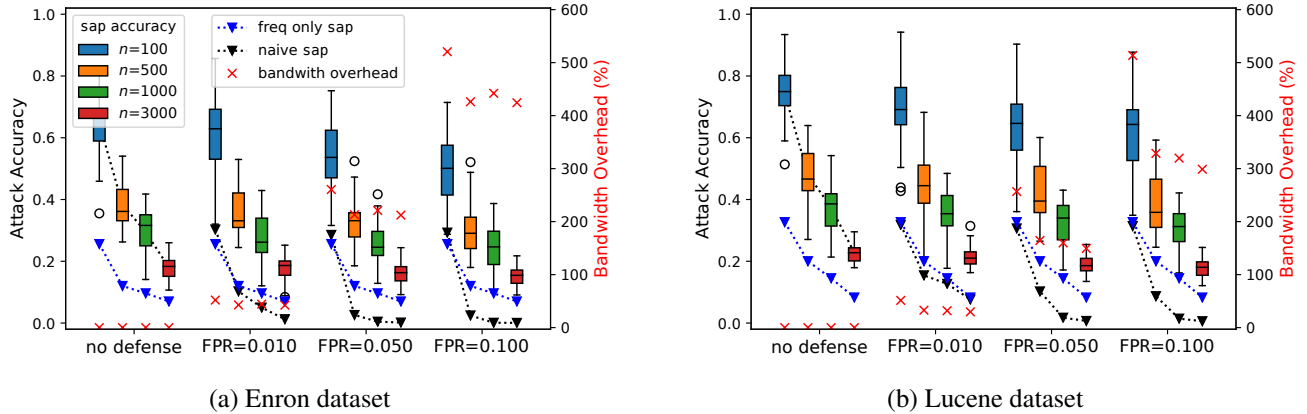 sap accuracy
n=100
n=500
n=1000
n=3000
freq only sap
naive sap
bandwith overhead
Attack Accuracy
1.0
0.8
0.6
0.4
0.2
0.0
no defense
FPR=0.010
FPR=0.050
FPR=0.100
600
500
400
300
200
100
0
Bandwidth Overhead (%)
(a) Enron dataset
Attack Accuracy
1.0
0.8
0.6
0.4
0.2
0.0
no defense
FPR=0.010
FPR=0.050
FPR=0.100
600
500
400
300
200
100
0
Bandwidth Overhead (%)
(b) Lucene dataset